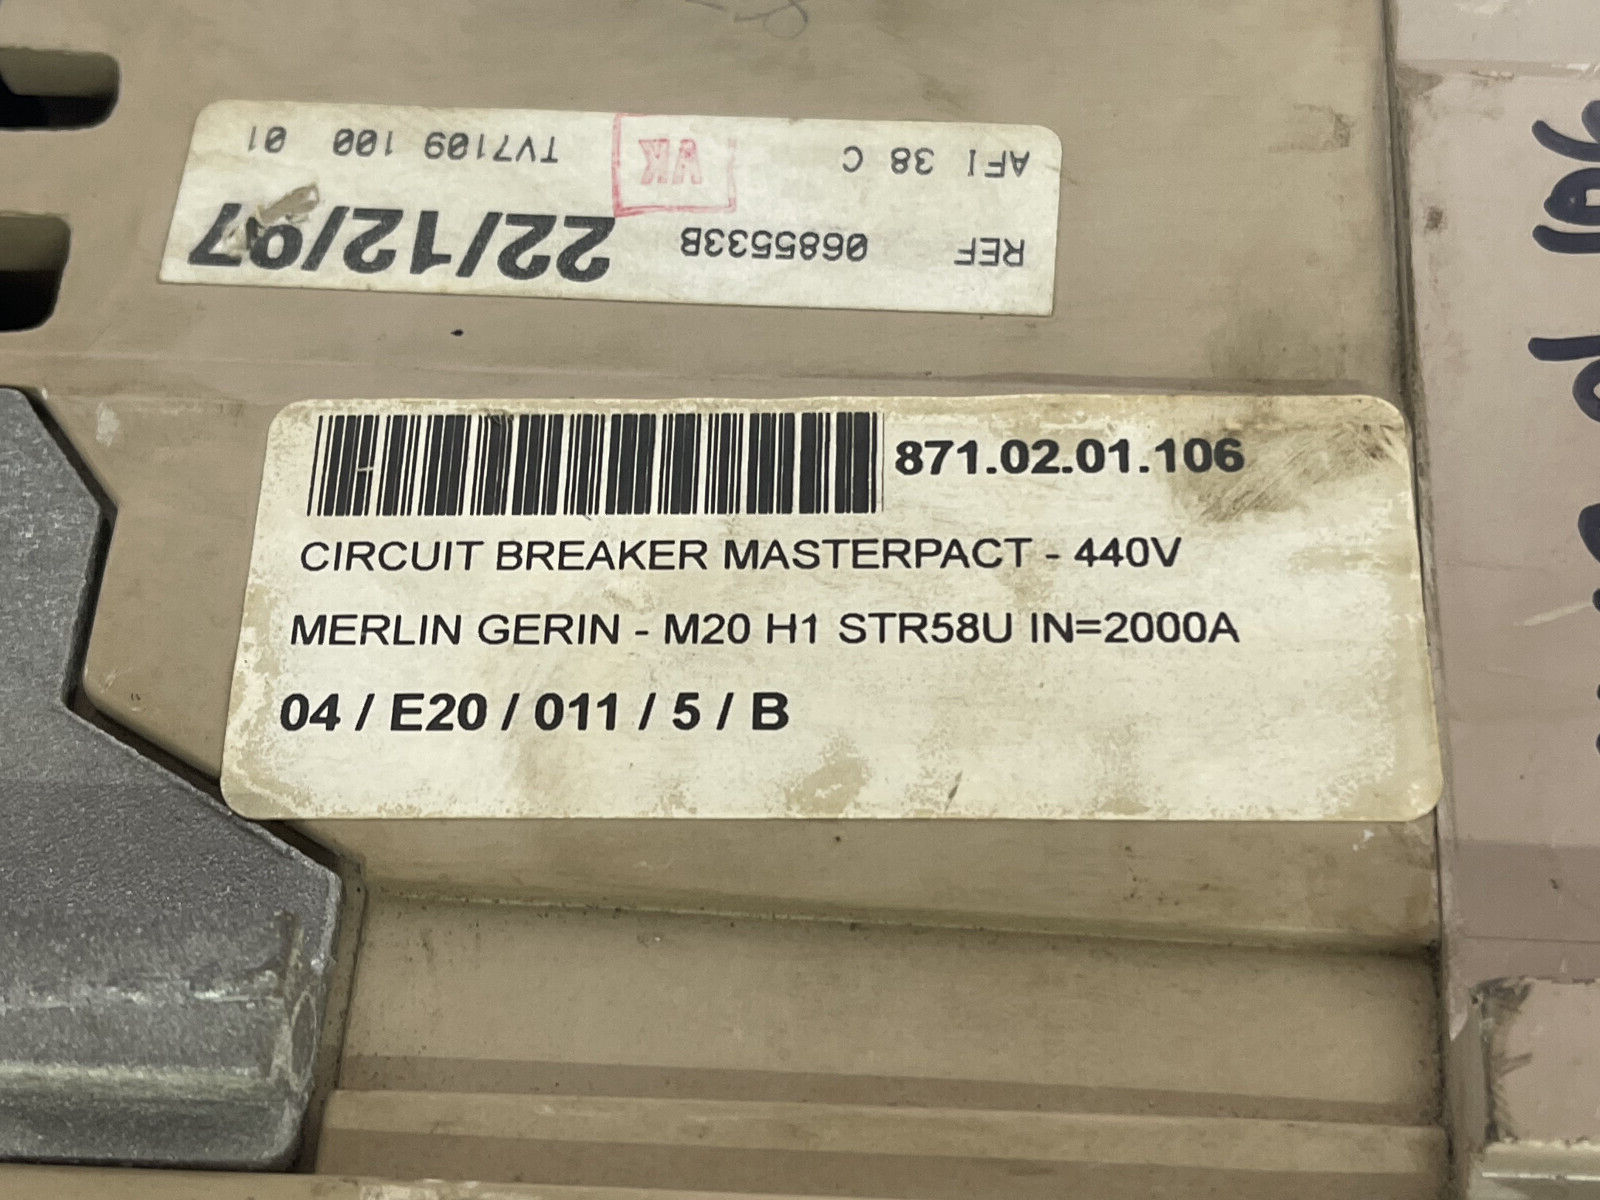 AFI 38 C VK TV7109 100 01
REF 0685533B 22/12/97
871.02.01.106
CIRCUIT BREAKER MASTERPACT - 440V
MERLIN GERIN - M20 H1 STR58U IN=2000A
04 / E20 / 011 / 5 / B